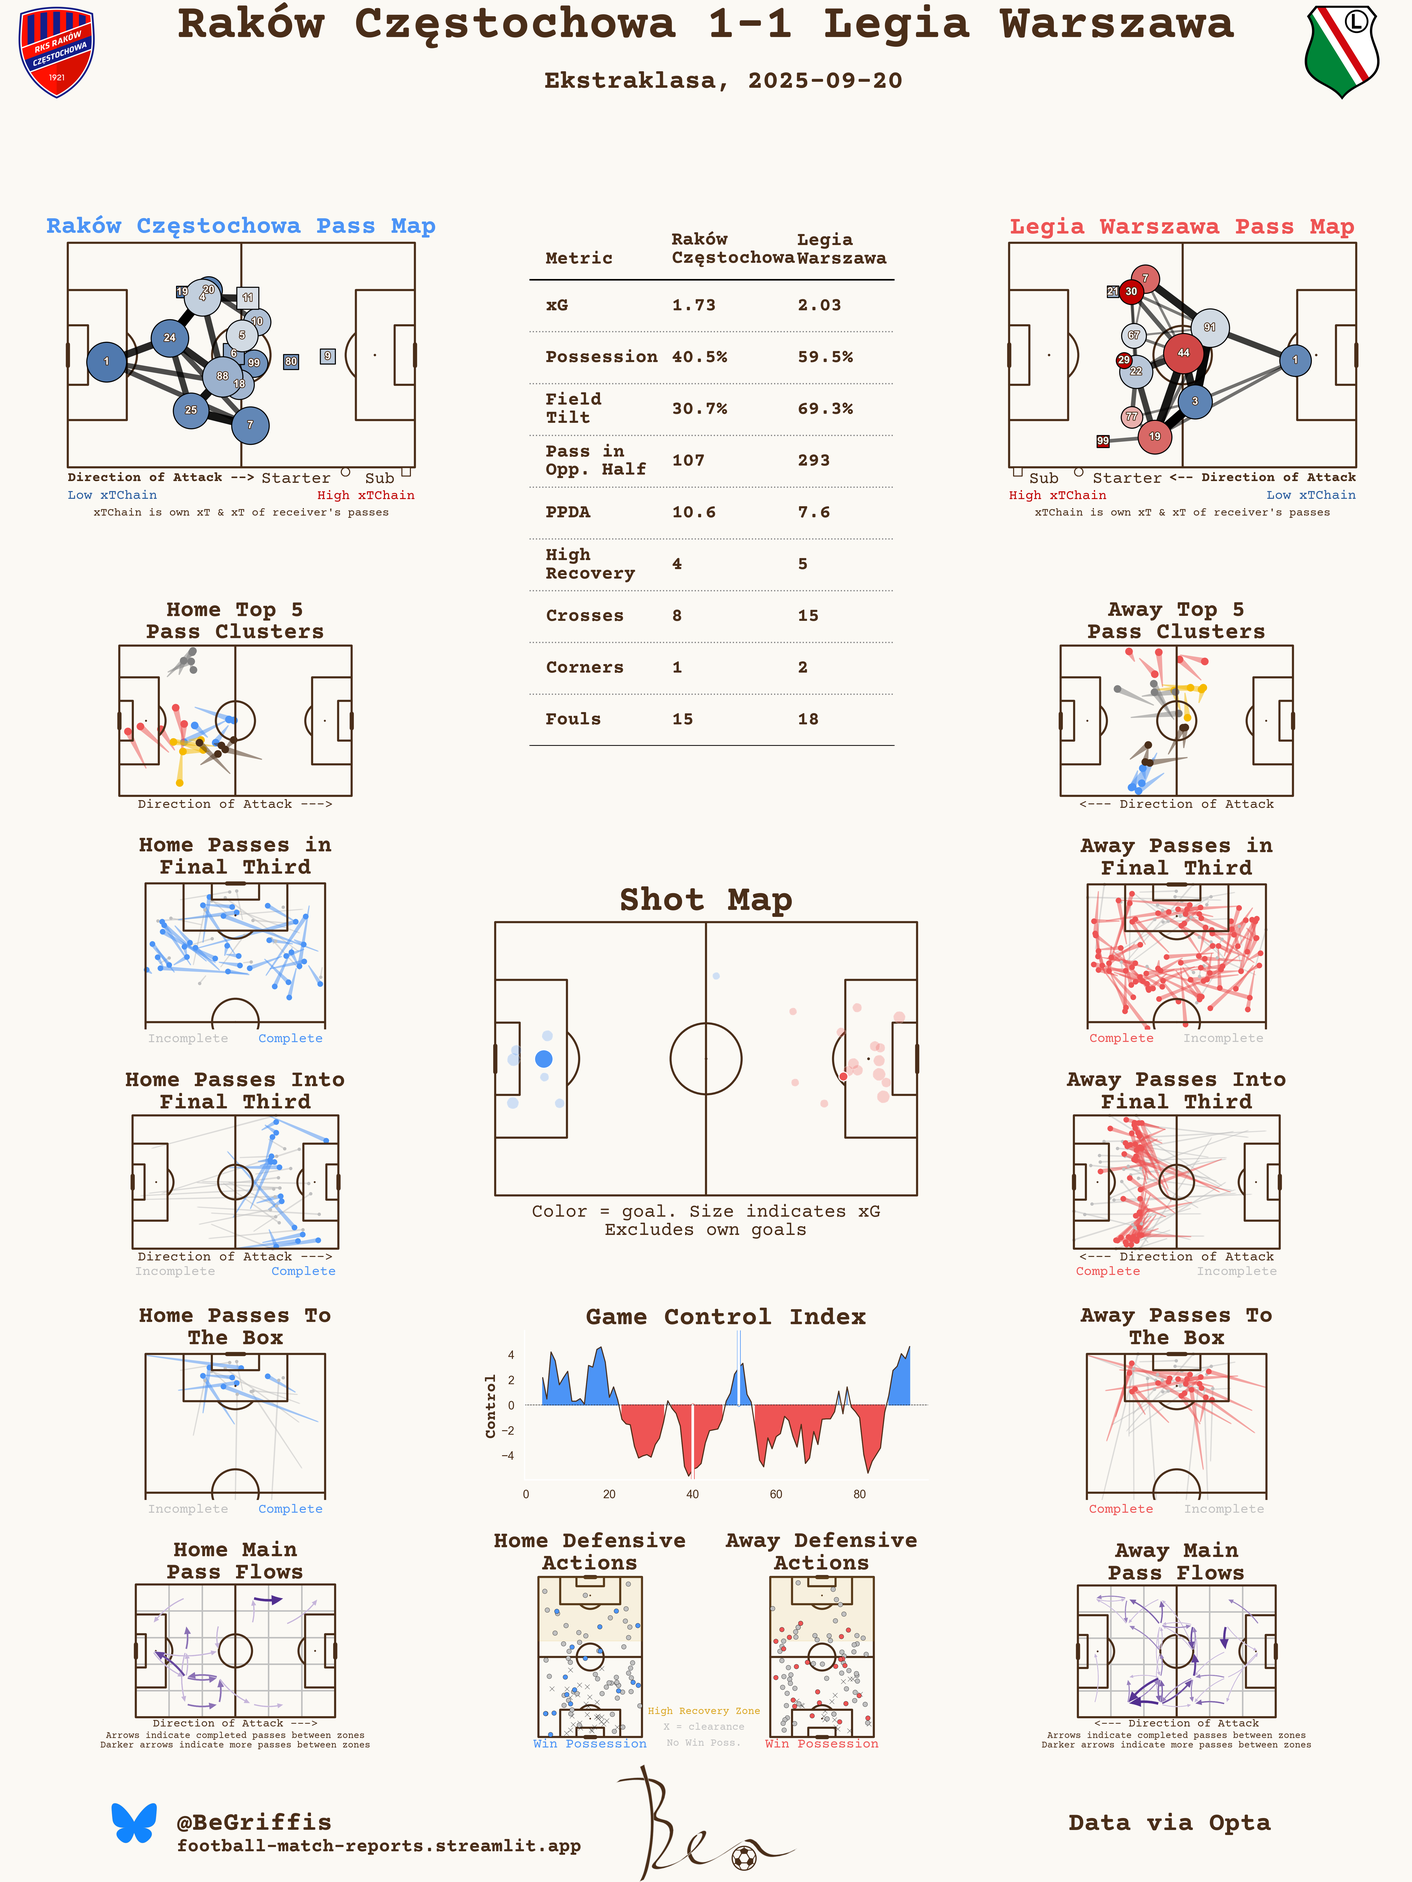 Raków Częstochowa 1-1 Legia Warszawa
Ekstraklasa, 2025-09-20
RKS RAKÓW
CZĘSTOCHOWA
1921
L
Raków Częstochowa Pass Map
19
20
4
11
10
5
24
6
99
1
88
18
80
9
25
7
Direction of Attack --> Starter Sub
Low xTChain High xTChain
xTChain is own xT & xT of receiver's passes
Metric Raków Częstochowa Legia Warszawa
xG 1.73 2.03
Possession 40.5% 59.5%
Field Tilt 30.7% 69.3%
Pass in Opp. Half 107 293
PPDA 10.6 7.6
High Recovery 4 5
Crosses 8 15
Corners 1 2
Fouls 15 18
Legia Warszawa Pass Map
7
21
30
67
91
44
29
22
1
3
77
19
99
Sub Starter <-- Direction of Attack
High xTChain Low xTChain
xTChain is own xT & xT of receiver's passes
Home Top 5
Pass Clusters
Direction of Attack --->
Away Top 5
Pass Clusters
<--- Direction of Attack
Home Passes in
Final Third
Incomplete Complete
Away Passes in
Final Third
Complete Incomplete
Shot Map
Color = goal. Size indicates xG
Excludes own goals
Home Passes Into
Final Third
Direction of Attack --->
Incomplete Complete
Away Passes Into
Final Third
<--- Direction of Attack
Complete Incomplete
Home Passes To
The Box
Incomplete Complete
Game Control Index
Control
4
2
0
−2
−4
0 20 40 60 80
Away Passes To
The Box
Complete Incomplete
Home Main
Pass Flows
Direction of Attack --->
Arrows indicate completed passes between zones
Darker arrows indicate more passes between zones
Home Defensive
Actions
Win Possession
Away Defensive
Actions
Win Possession
High Recovery Zone
X = clearance
No Win Poss.
Away Main
Pass Flows
<--- Direction of Attack
Arrows indicate completed passes between zones
Darker arrows indicate more passes between zones
@BeGriffis
football-match-reports.streamlit.app
Ben
Data via Opta